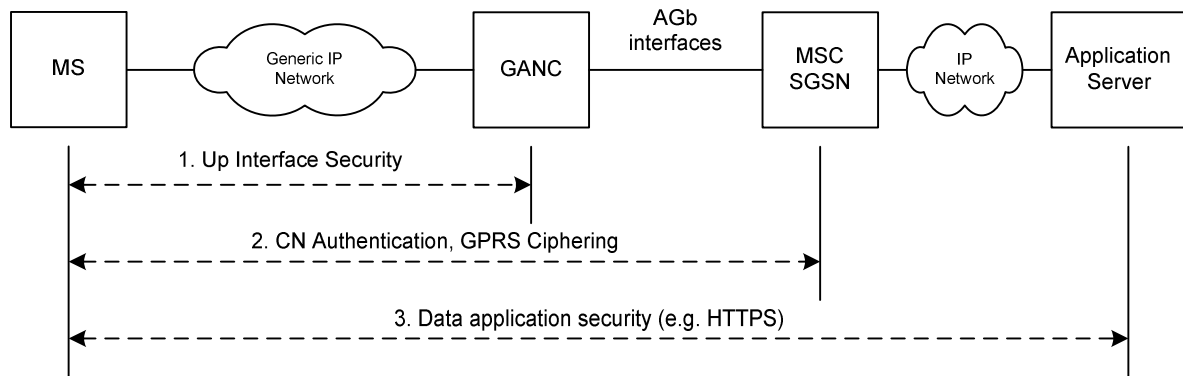 AGb
interfaces
MS
Generic IP
Network
GANC
MSC
SGSN
IP
Network
Application
Server
1. Up Interface Security
2. CN Authentication, GPRS Ciphering
3. Data application security (e.g. HTTPS)